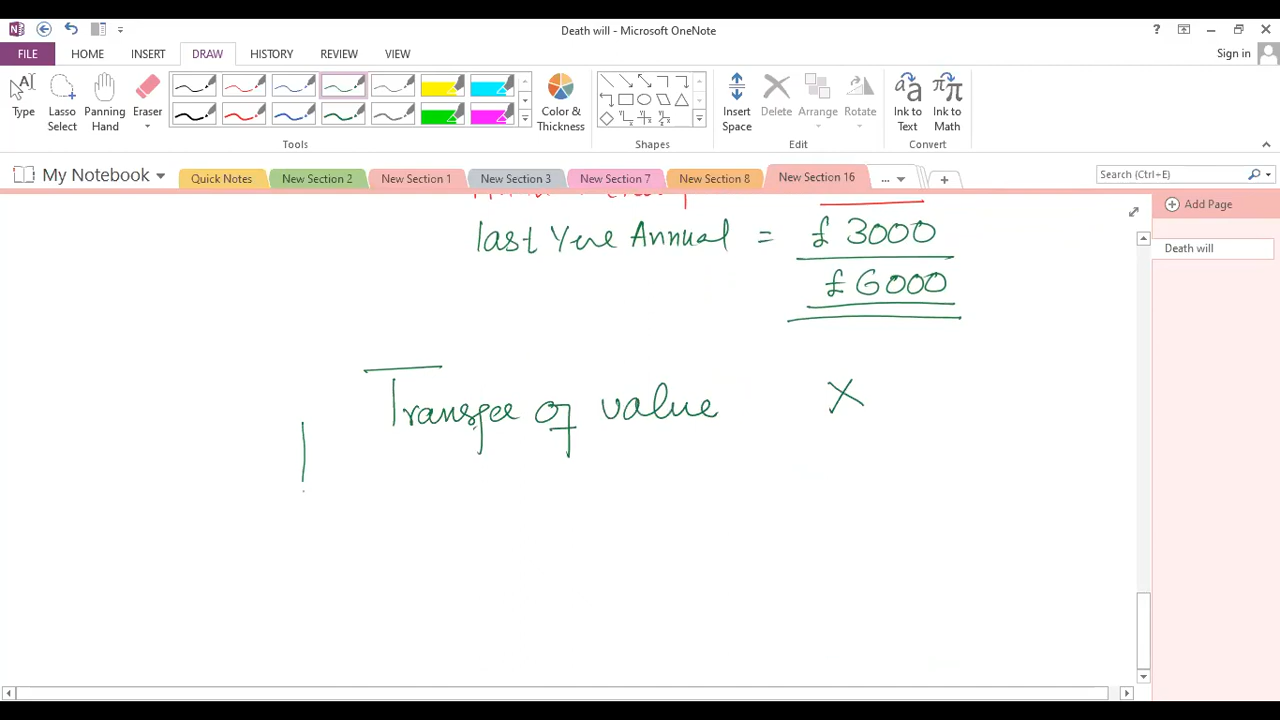 Death will - Microsoft OneNote
FILE HOME INSERT DRAW HISTORY REVIEW VIEW
Sign in
Type
Lasso Select
Panning Hand
Eraser
Color & Thickness
Insert Space
Delete
Arrange
Rotate
Ink to Text
Ink to Math
Tools
Shapes
Edit
Convert
My Notebook
Quick Notes
New Section 2
New Section 1
New Section 3
New Section 7
New Section 8
New Section 16
...
Search (Ctrl+E)
Add Page
Death will
last Yere Annual = £ 3000
£ 6000
Transfee of value X